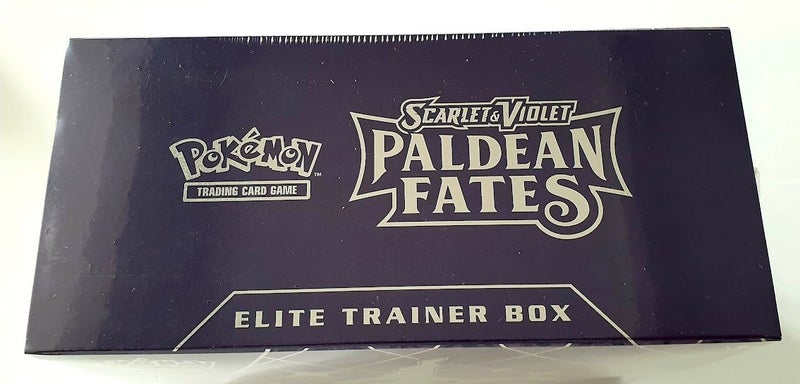 POKéMON
TRADING CARD GAME
SCARLET & VIOLET
PALDEAN
FATES
ELITE TRAINER BOX